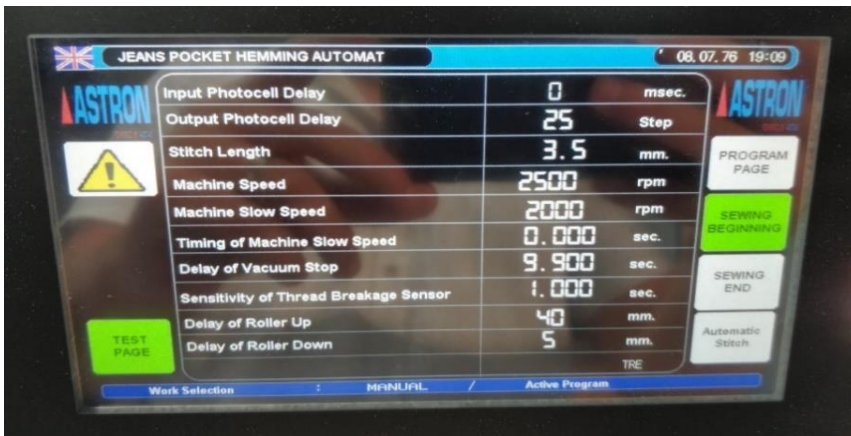 JEANS POCKET HEMMING AUTOMAT 08.07.76 19:09
ASTRON
ASTRON
Input Photocell Delay 0 msec.
Output Photocell Delay 25 Step
Stitch Length 3.5 mm.
Machine Speed 2500 rpm
Machine Slow Speed 2000 rpm
Timing of Machine Slow Speed 0.000 sec.
Delay of Vacuum Stop 9.900 sec.
Sensitivity of Thread Breakage Sensor 1.000 sec.
Delay of Roller Up 40 mm.
Delay of Roller Down 5 mm.
TRE
PROGRAM
PAGE
SEWING
BEGINNING
SEWING
END
Automatic
Stitch
TEST
PAGE
Work Selection : MANUAL / Active Program